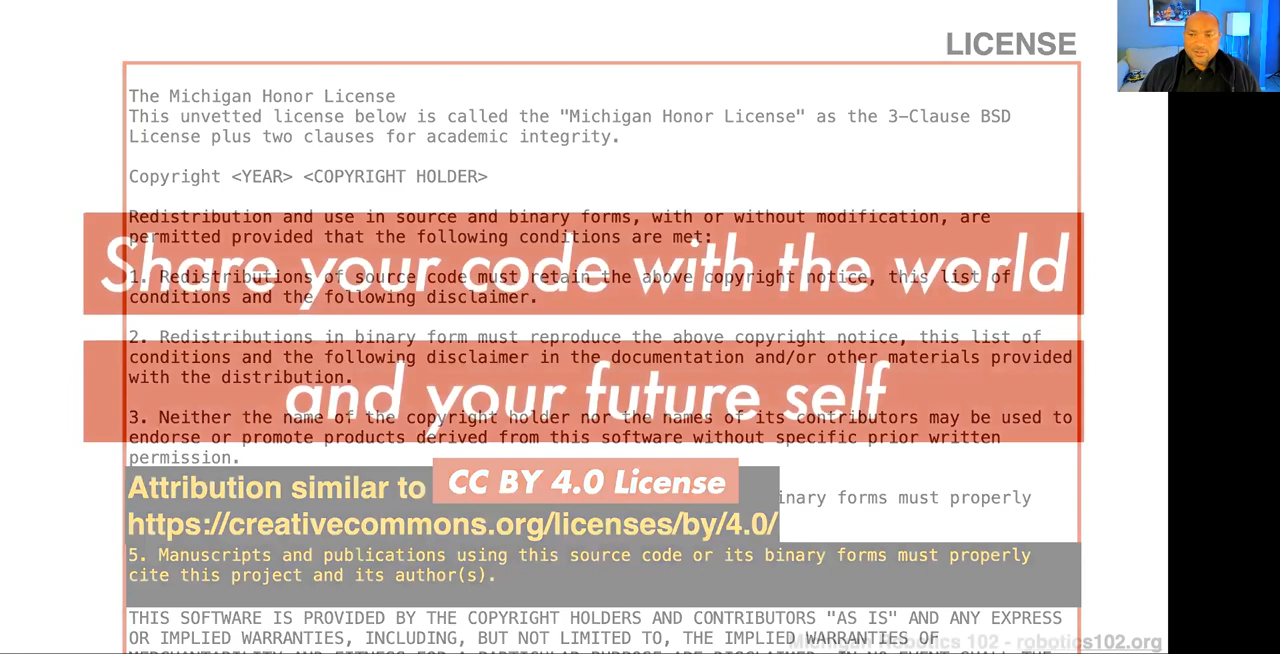 LICENSE
The Michigan Honor License
This unvetted license below is called the "Michigan Honor License" as the 3-Clause BSD
License plus two clauses for academic integrity.
Copyright <YEAR> <COPYRIGHT HOLDER>
Redistribution and use in source and binary forms, with or without modification, are
permitted provided that the following conditions are met:
Share your code with the world
1. Redistributions of source code must retain the above copyright notice, this list of
conditions and the following disclaimer.
2. Redistributions in binary form must reproduce the above copyright notice, this list of
conditions and the following disclaimer in the documentation and/or other materials provided
with the distribution.
and your future self
3. Neither the name of the copyright holder nor the names of its contributors may be used to
endorse or promote products derived from this software without specific prior written
permission.
Attribution similar to CC BY 4.0 License
inary forms must properly
https://creativecommons.org/licenses/by/4.0/
5. Manuscripts and publications using this source code or its binary forms must properly
cite this project and its author(s).
THIS SOFTWARE IS PROVIDED BY THE COPYRIGHT HOLDERS AND CONTRIBUTORS "AS IS" AND ANY EXPRESS
OR IMPLIED WARRANTIES, INCLUDING, BUT NOT LIMITED TO, THE IMPLIED WARRANTIES OF
Michigan Robotics 102 - robotics102.org